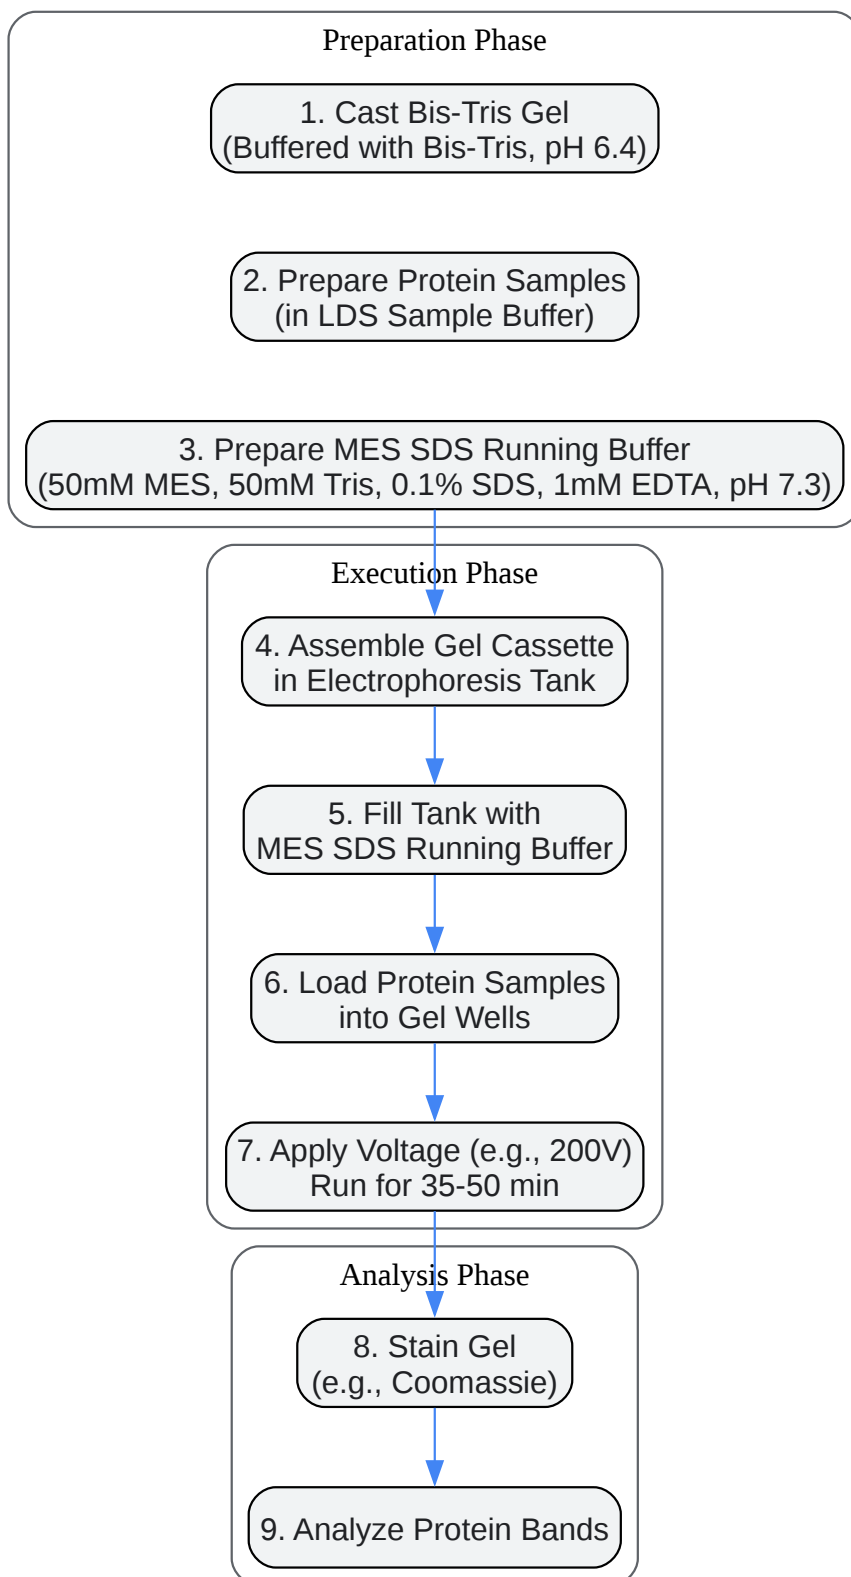 Preparation Phase
1. Cast Bis-Tris Gel
(Buffered with Bis-Tris, pH 6.4)
2. Prepare Protein Samples
(in LDS Sample Buffer)
3. Prepare MES SDS Running Buffer
(50mM MES, 50mM Tris, 0.1% SDS, 1mM EDTA, pH 7.3)
Execution Phase
4. Assemble Gel Cassette
in Electrophoresis Tank
5. Fill Tank with
MES SDS Running Buffer
6. Load Protein Samples
into Gel Wells
7. Apply Voltage (e.g., 200V)
Run for 35-50 min
Analysis Phase
8. Stain Gel
(e.g., Coomassie)
9. Analyze Protein Bands